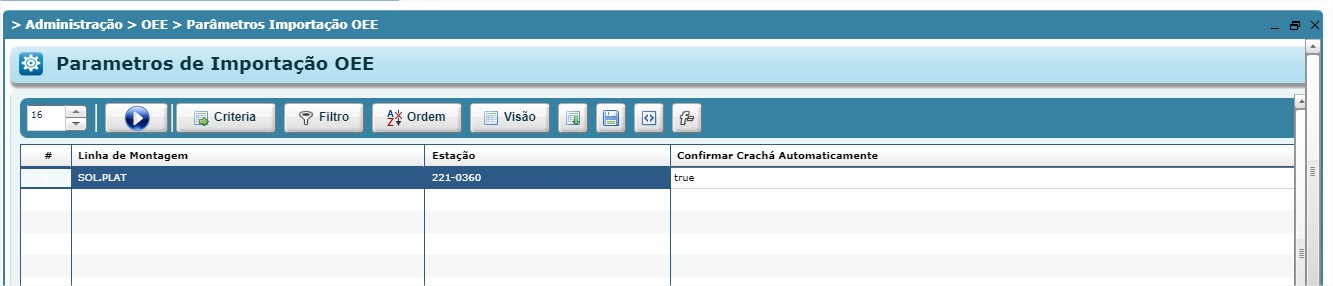 > Administração > OEE > Parâmetros Importação OEE
Parametros de Importação OEE
16 Criteria Filtro Ordem Visão
# Linha de Montagem Estação Confirmar Crachá Automaticamente
SOL.PLAT 221-0360 true